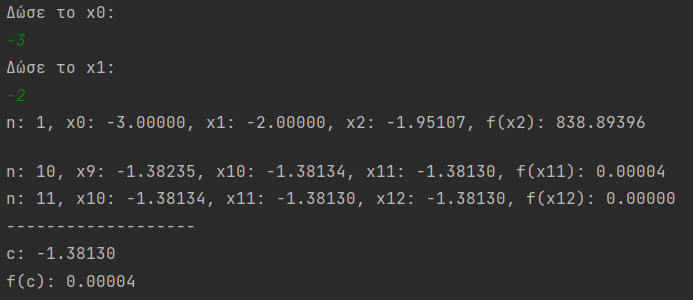 Δώσε το x0:
-3
Δώσε το x1:
-2
n: 1, x0: -3.00000, x1: -2.00000, x2: -1.95107, f(x2): 838.89396
n: 10, x9: -1.38235, x10: -1.38134, x11: -1.38130, f(x11): 0.00004
n: 11, x10: -1.38134, x11: -1.38130, x12: -1.38130, f(x12): 0.00000
-------------------
c: -1.38130
f(c): 0.00004